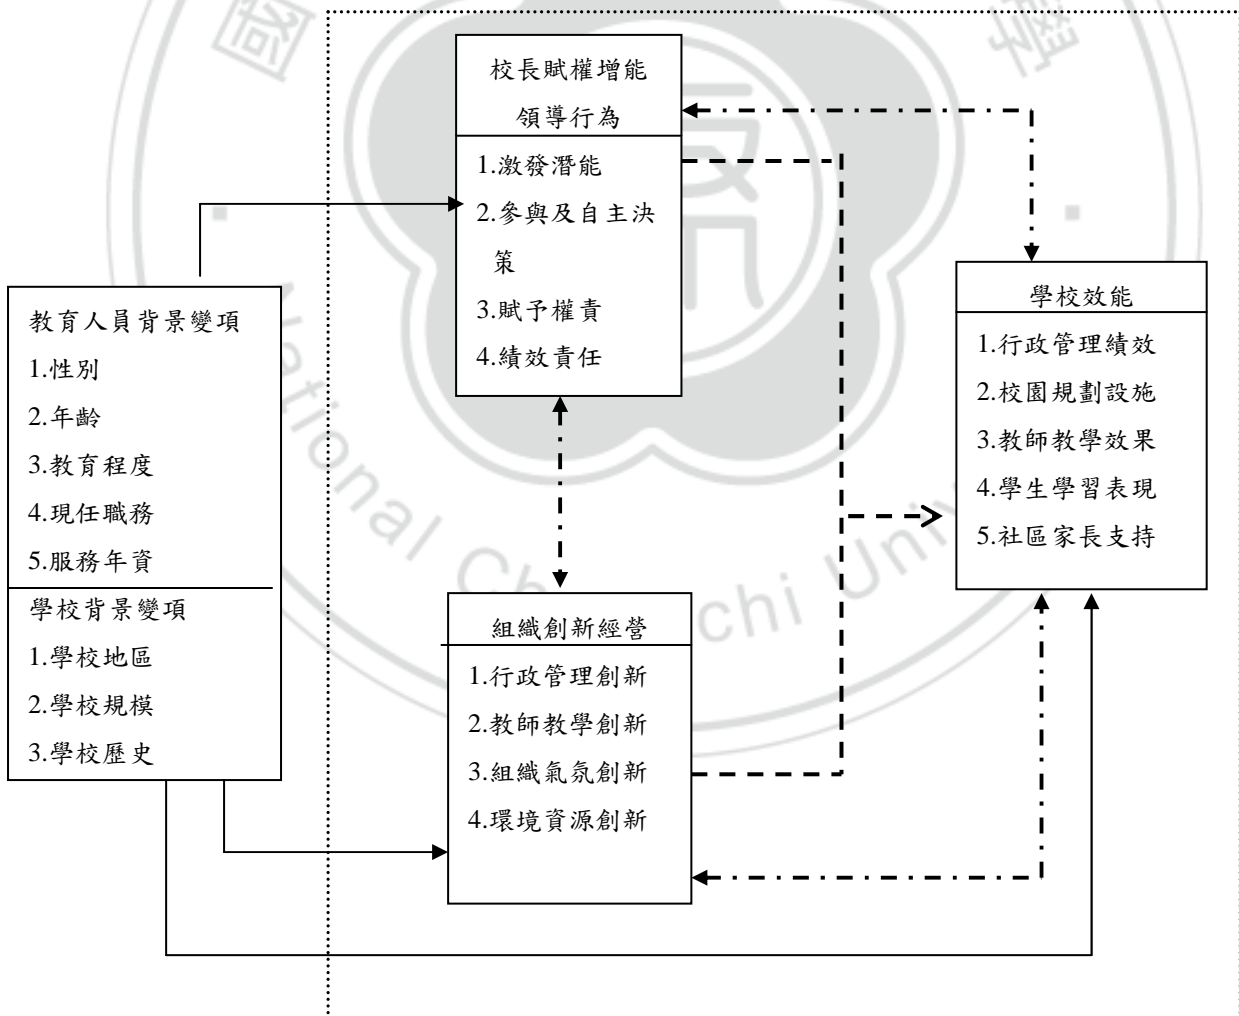 國
學
校長賦權增能
領導行為
1.激發潛能
2.參與及自主決
策
3.賦予權責
4.績效責任
教育人員背景變項
1.性別
2.年齡
3.教育程度
4.現任職務
5.服務年資
學校背景變項
1.學校地區
2.學校規模
3.學校歷史
學校效能
1.行政管理績效
2.校園規劃設施
3.教師教學效果
4.學生學習表現
5.社區家長支持
組織創新經營
1.行政管理創新
2.教師教學創新
3.組織氣氛創新
4.環境資源創新
National Ch chi Univ